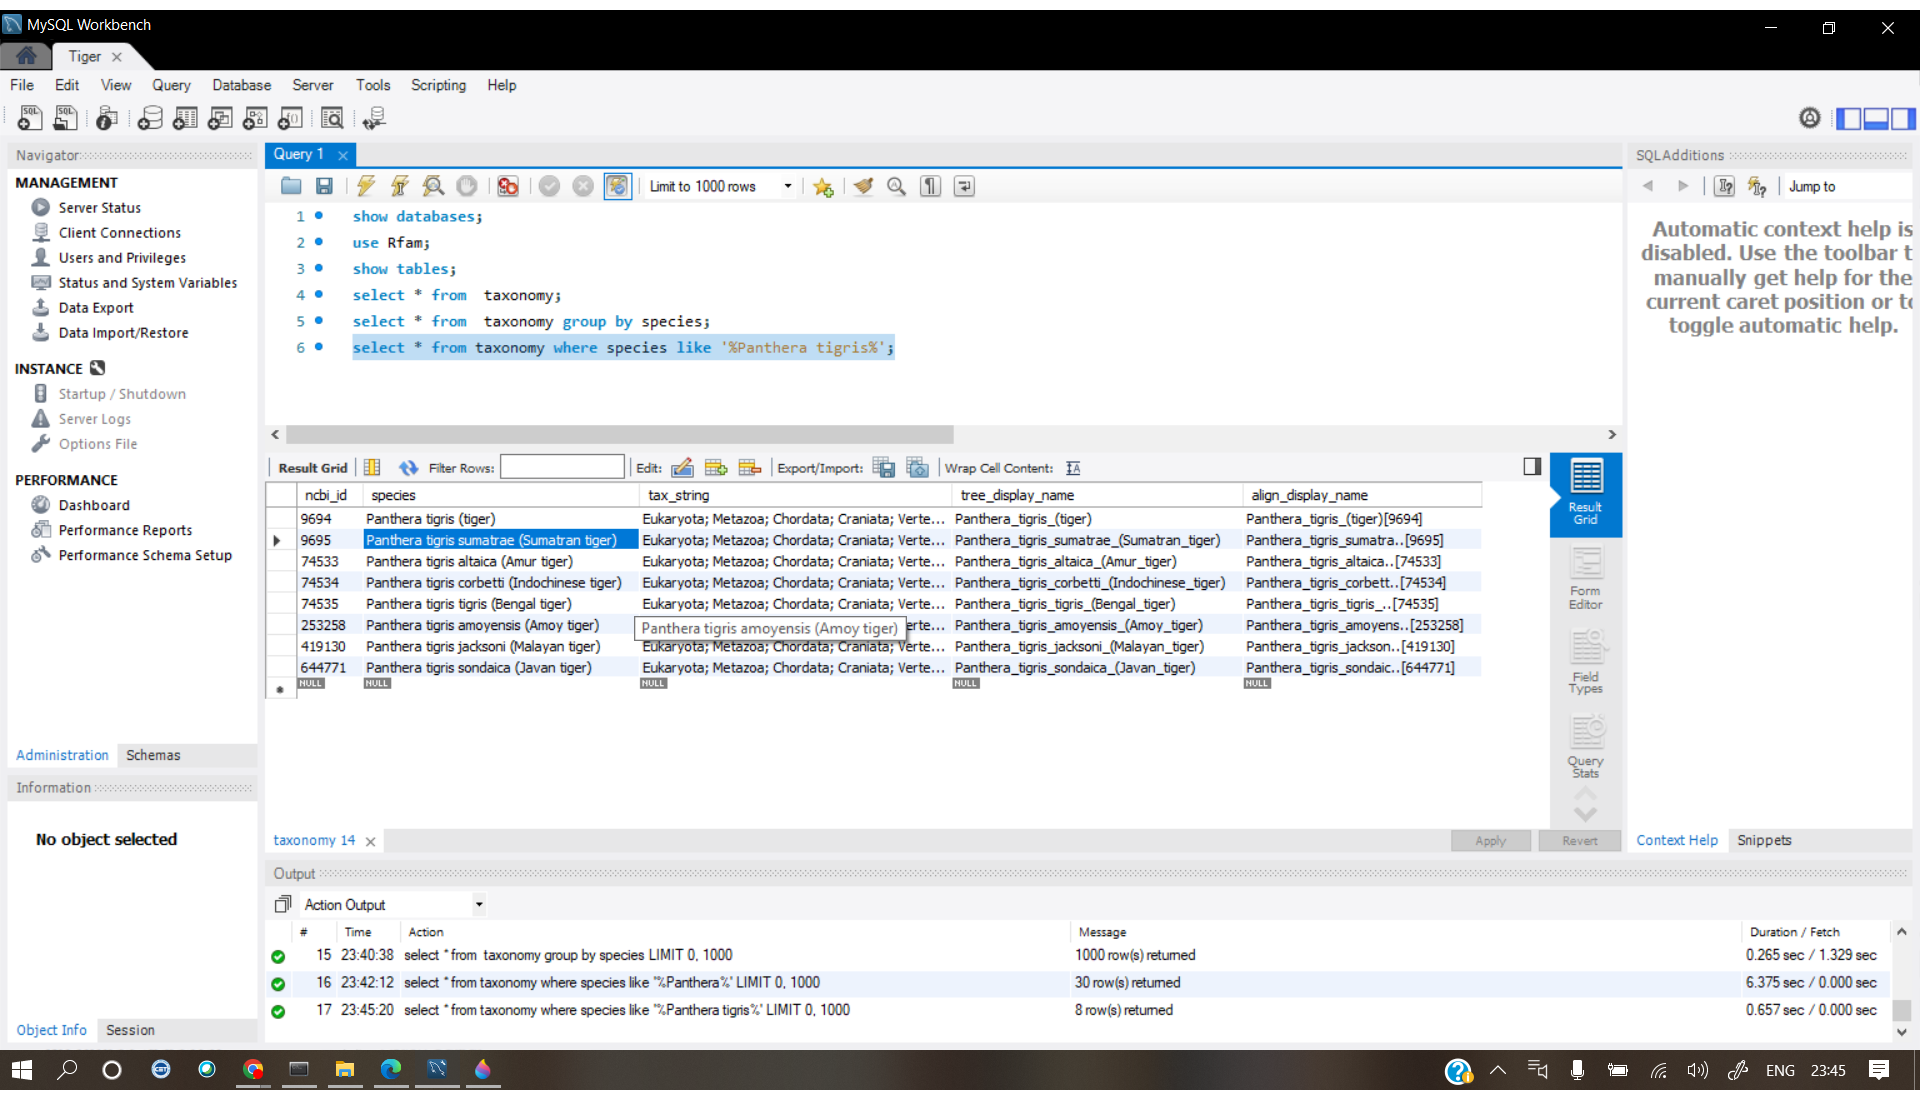 MySQL Workbench
Tiger
File Edit View Query Database Server Tools Scripting Help
Navigator
MANAGEMENT
Server Status
Client Connections
Users and Privileges
Status and System Variables
Data Export
Data Import/Restore
INSTANCE
Startup / Shutdown
Server Logs
Options File
PERFORMANCE
Dashboard
Performance Reports
Performance Schema Setup
Administration Schemas
Information
No object selected
Object Info Session
Query 1
Limit to 1000 rows
1 show databases;
2 use Rfam;
3 show tables;
4 select * from  taxonomy;
5 select * from  taxonomy group by species;
6 select * from taxonomy where species like '%Panthera tigris%';
Result Grid Filter Rows: Edit: Export/Import: Wrap Cell Content:
ncbi_id species tax_string tree_display_name align_display_name
9694 Panthera tigris (tiger) Eukaryota; Metazoa; Chordata; Craniata; Verte... Panthera_tigris_(tiger) Panthera_tigris_(tiger)[9694]
9695 Panthera tigris sumatrae (Sumatran tiger) Eukaryota; Metazoa; Chordata; Craniata; Verte... Panthera_tigris_sumatrae_(Sumatran_tiger) Panthera_tigris_sumatra..[9695]
74533 Panthera tigris altaica (Amur tiger) Eukaryota; Metazoa; Chordata; Craniata; Verte... Panthera_tigris_altaica_(Amur_tiger) Panthera_tigris_altaica..[74533]
74534 Panthera tigris corbetti (Indochinese tiger) Eukaryota; Metazoa; Chordata; Craniata; Verte... Panthera_tigris_corbetti_(Indochinese_tiger) Panthera_tigris_corbett..[74534]
74535 Panthera tigris tigris (Bengal tiger) Eukaryota; Metazoa; Chordata; Craniata; Verte... Panthera_tigris_tigris_(Bengal_tiger) Panthera_tigris_tigris_..[74535]
253258 Panthera tigris amoyensis (Amoy tiger) Panthera tigris amoyensis (Amoy tiger) erte... Panthera_tigris_amoyensis_(Amoy_tiger) Panthera_tigris_amoyens..[253258]
419130 Panthera tigris jacksoni (Malayan tiger) Eukaryota; Metazoa; Chordata; Craniata; Verte... Panthera_tigris_jacksoni_(Malayan_tiger) Panthera_tigris_jackson..[419130]
644771 Panthera tigris sondaica (Javan tiger) Eukaryota; Metazoa; Chordata; Craniata; Verte... Panthera_tigris_sondaica_(Javan_tiger) Panthera_tigris_sondaic..[644771]
NULL NULL NULL NULL NULL
Result
Grid
Form
Editor
Field
Types
Query
Stats
taxonomy 14
Apply Revert
SQLAdditions
Jump to
Automatic context help is
disabled. Use the toolbar t
manually get help for the
current caret position or to
toggle automatic help.
Context Help Snippets
Output
Action Output
# Time Action Message Duration / Fetch
15 23:40:38 select * from  taxonomy group by species LIMIT 0, 1000 1000 row(s) returned 0.265 sec / 1.329 sec
16 23:42:12 select * from taxonomy where species like '%Panthera%' LIMIT 0, 1000 30 row(s) returned 6.375 sec / 0.000 sec
17 23:45:20 select * from taxonomy where species like '%Panthera tigris%' LIMIT 0, 1000 8 row(s) returned 0.657 sec / 0.000 sec
ENG 23:45